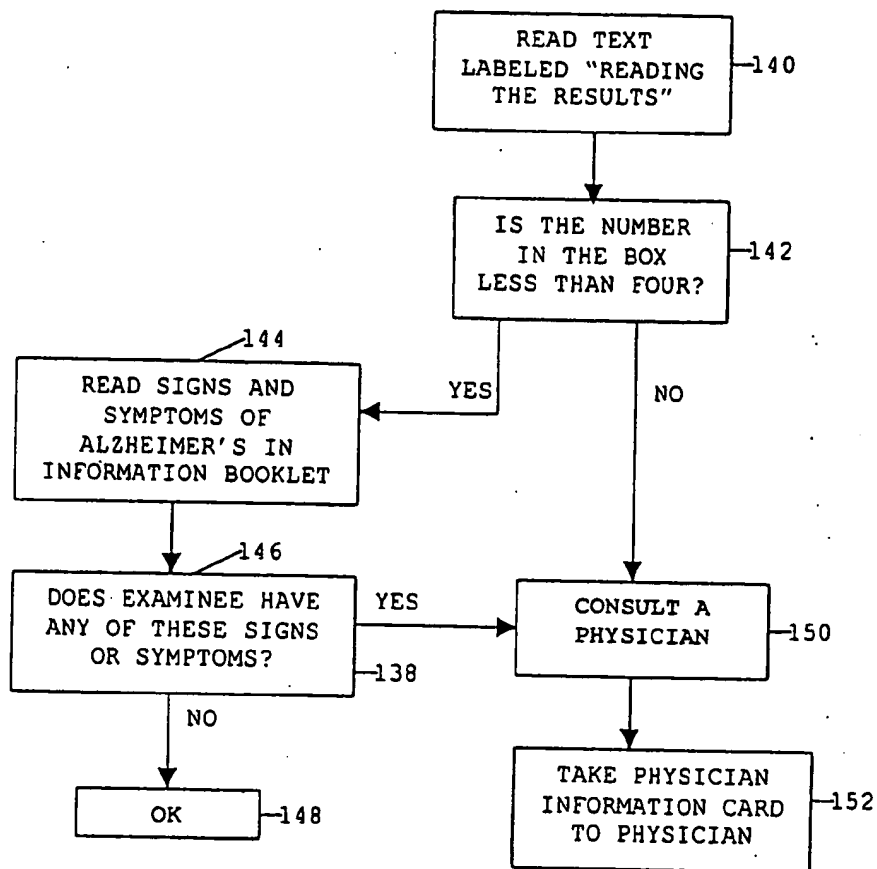 READ TEXT
LABELED "READING
THE RESULTS"
140
IS THE NUMBER
IN THE BOX
LESS THAN FOUR?
142
144
YES
NO
READ SIGNS AND
SYMPTOMS OF
ALZHEIMER'S IN
INFORMATION BOOKLET
146
DOES EXAMINEE HAVE
ANY OF THESE SIGNS
OR SYMPTOMS?
138
YES
CONSULT A
PHYSICIAN
150
NO
OK
148
TAKE PHYSICIAN
INFORMATION CARD
TO PHYSICIAN
152